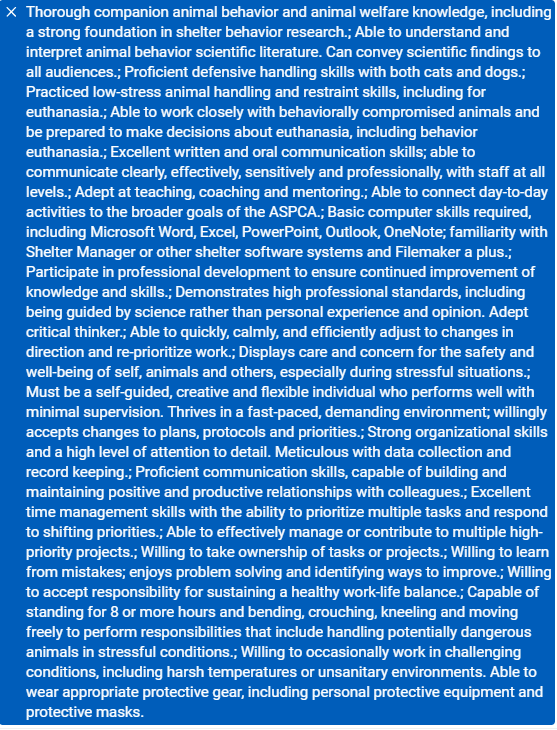 Thorough companion animal behavior and animal welfare knowledge, including
a strong foundation in shelter behavior research.; Able to understand and
interpret animal behavior scientific literature. Can convey scientific findings to
all audiences.; Proficient defensive handling skills with both cats and dogs.;
Practiced low-stress animal handling and restraint skills, including for
euthanasia.; Able to work closely with behaviorally compromised animals and
be prepared to make decisions about euthanasia, including behavior
euthanasia.; Excellent written and oral communication skills; able to
communicate clearly, effectively, sensitively and professionally, with staff at all
levels.; Adept at teaching, coaching and mentoring.; Able to connect day-to-day
activities to the broader goals of the ASPCA.; Basic computer skills required,
including Microsoft Word, Excel, PowerPoint, Outlook, OneNote; familiarity with
Shelter Manager or other shelter software systems and Filemaker a plus.;
Participate in professional development to ensure continued improvement of
knowledge and skills.; Demonstrates high professional standards, including
being guided by science rather than personal experience and opinion. Adept
critical thinker.; Able to quickly, calmly, and efficiently adjust to changes in
direction and re-prioritize work.; Displays care and concern for the safety and
well-being of self, animals and others, especially during stressful situations.;
Must be a self-guided, creative and flexible individual who performs well with
minimal supervision. Thrives in a fast-paced, demanding environment; willingly
accepts changes to plans, protocols and priorities.; Strong organizational skills
and a high level of attention to detail. Meticulous with data collection and
record keeping.; Proficient communication skills, capable of building and
maintaining positive and productive relationships with colleagues.; Excellent
time management skills with the ability to prioritize multiple tasks and respond
to shifting priorities.; Able to effectively manage or contribute to multiple high-
priority projects.; Willing to take ownership of tasks or projects.; Willing to learn
from mistakes; enjoys problem solving and identifying ways to improve.; Willing
to accept responsibility for sustaining a healthy work-life balance.; Capable of
standing for 8 or more hours and bending, crouching, kneeling and moving
freely to perform responsibilities that include handling potentially dangerous
animals in stressful conditions.; Willing to occasionally work in challenging
conditions, including harsh temperatures or unsanitary environments. Able to
wear appropriate protective gear, including personal protective equipment and
protective masks.